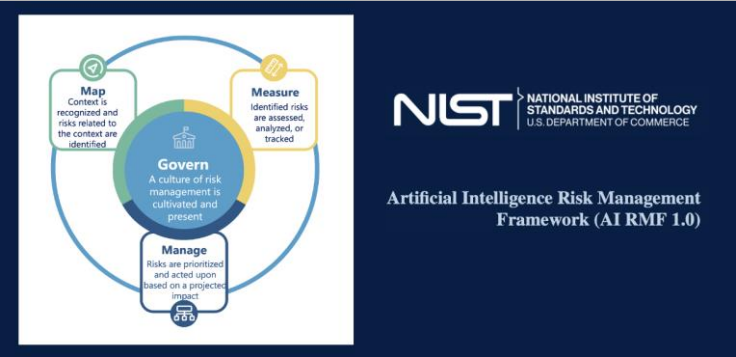 Map
Context is
recognized and
risks related to
the context are
identified
Measure
Identified risks
are assessed,
analyzed, or
tracked
Govern
A culture of risk
management is
cultivated and
present
Manage
Risks are prioritized
and acted upon
based on a projected
impact
NIST
NATIONAL INSTITUTE OF
STANDARDS AND TECHNOLOGY
U.S. DEPARTMENT OF COMMERCE
Artificial Intelligence Risk Management
Framework (AI RMF 1.0)